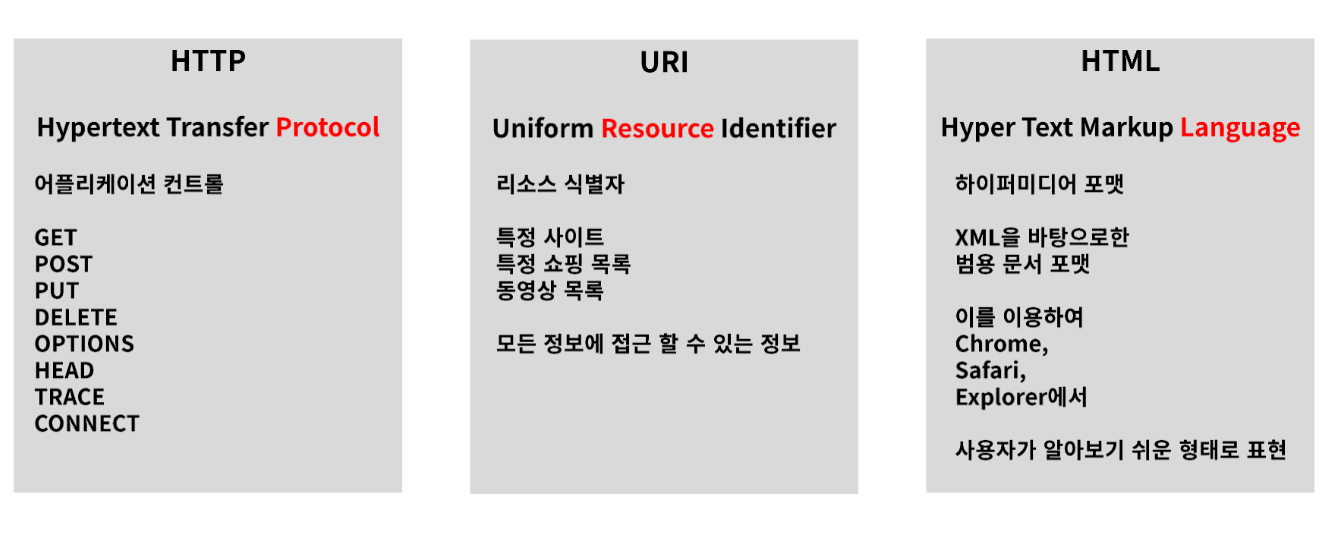 HTTP
Hypertext Transfer Protocol
어플리케이션 컨트롤
GET
POST
PUT
DELETE
OPTIONS
HEAD
TRACE
CONNECT
URI
Uniform Resource Identifier
리소스 식별자
특정 사이트
특정 쇼핑 목록
동영상 목록
모든 정보에 접근 할 수 있는 정보
HTML
Hyper Text Markup Language
하이퍼미디어 포맷
XML을 바탕으로한
범용 문서 포맷
이를 이용하여
Chrome,
Safari,
Explorer에서
사용자가 알아보기 쉬운 형태로 표현